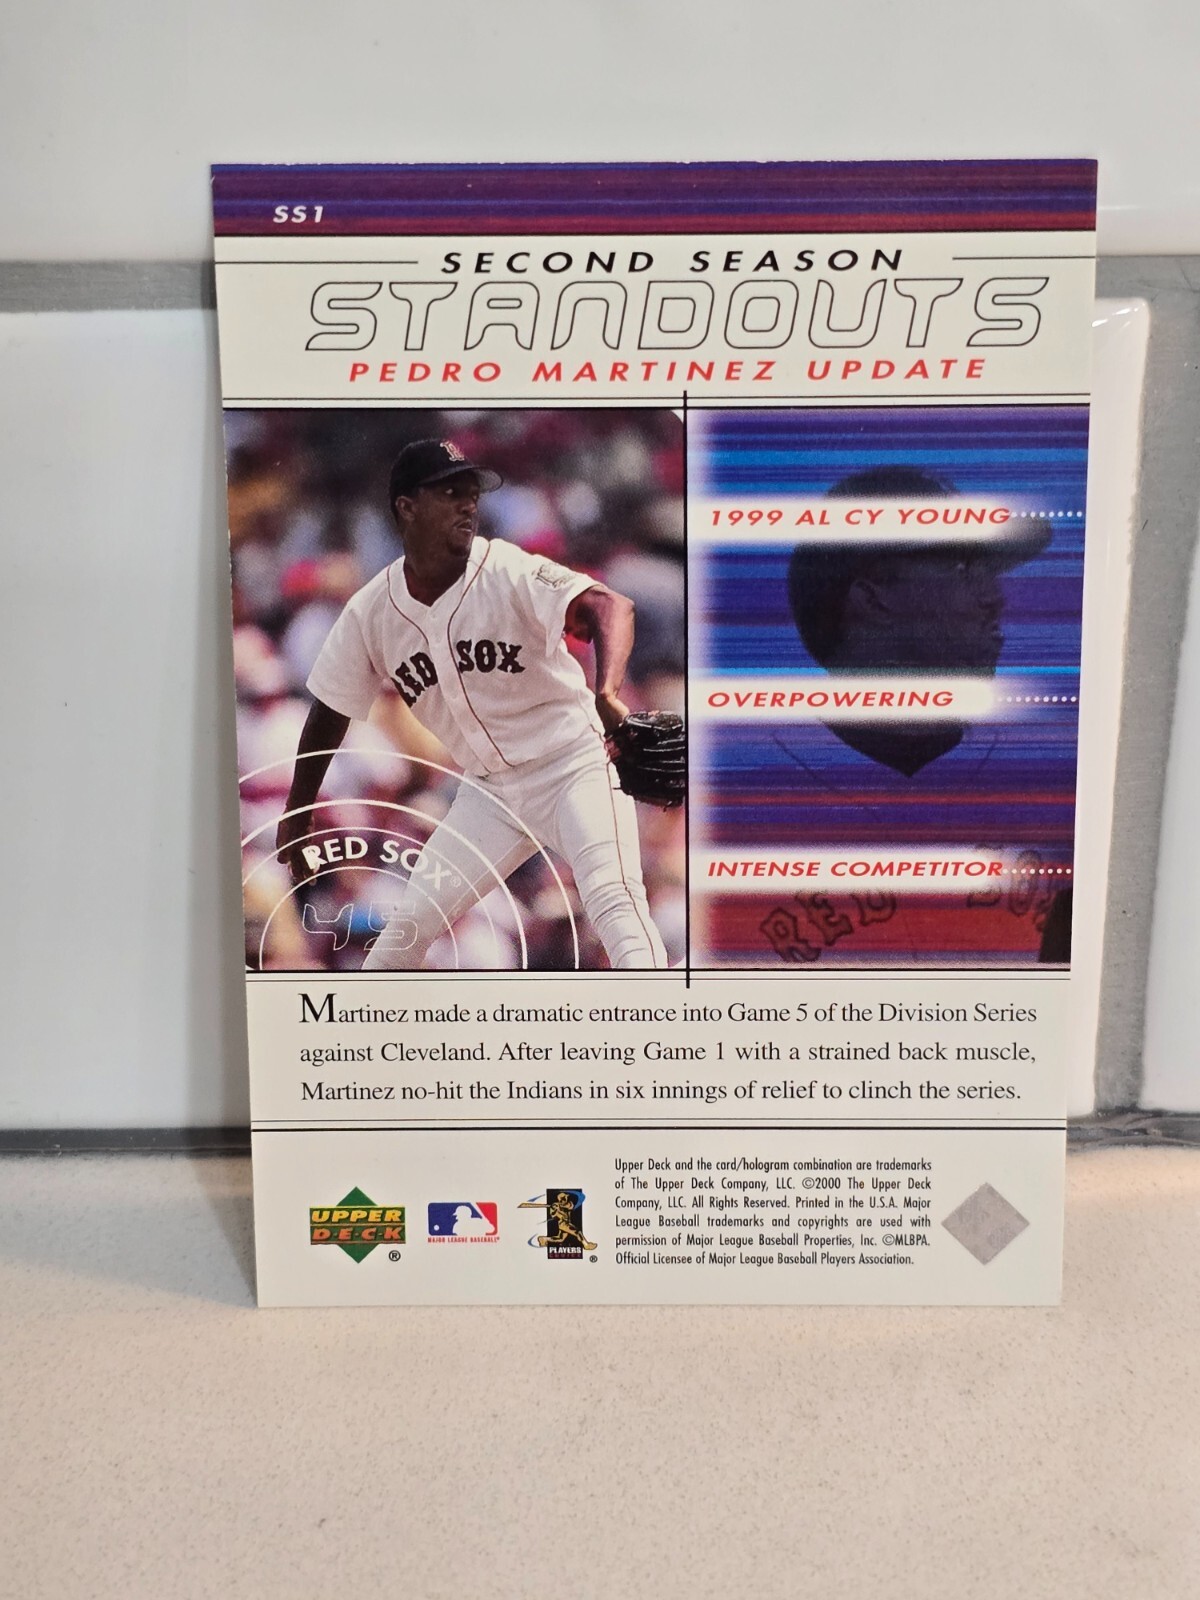 SS1
SECOND SEASON
STANDOUTS
PEDRO MARTINEZ UPDATE
RED SOX
1999 AL CY YOUNG
OVERPOWERING
INTENSE COMPETITOR
RED SOX
RED SOX®
45
Martinez made a dramatic entrance into Game 5 of the Division Series
against Cleveland. After leaving Game 1 with a strained back muscle,
Martinez no-hit the Indians in six innings of relief to clinch the series.
UPPER
DECK
®
MAJOR LEAGUE BASEBALL
PLAYERS
CHOICE
®
Upper Deck and the card/hologram combination are trademarks
of The Upper Deck Company, LLC. ©2000 The Upper Deck
Company, LLC. All Rights Reserved. Printed in the U.S.A. Major
League Baseball trademarks and copyrights are used with
permission of Major League Baseball Properties, Inc. ©MLBPA.
Official Licensee of Major League Baseball Players Association.